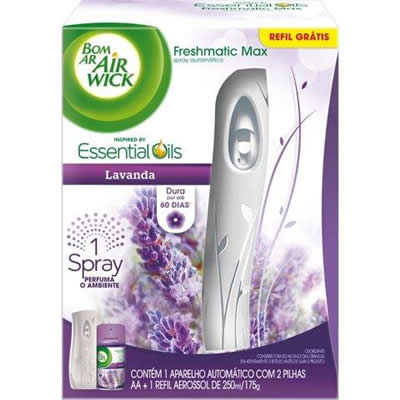 REFIL GRÁTIS
BOM
AR AIR
WICK
Freshmatic Max
spray automático
INSPIRED BY
Essential Oils
Lavanda
Dura
por até
60 DIAS*
1
Spray
PERFUMA
O AMBIENTE
CONTÉM 1 APARELHO AUTOMÁTICO COM 2 PILHAS
AA + 1 REFIL AEROSSOL DE 250ml/175g